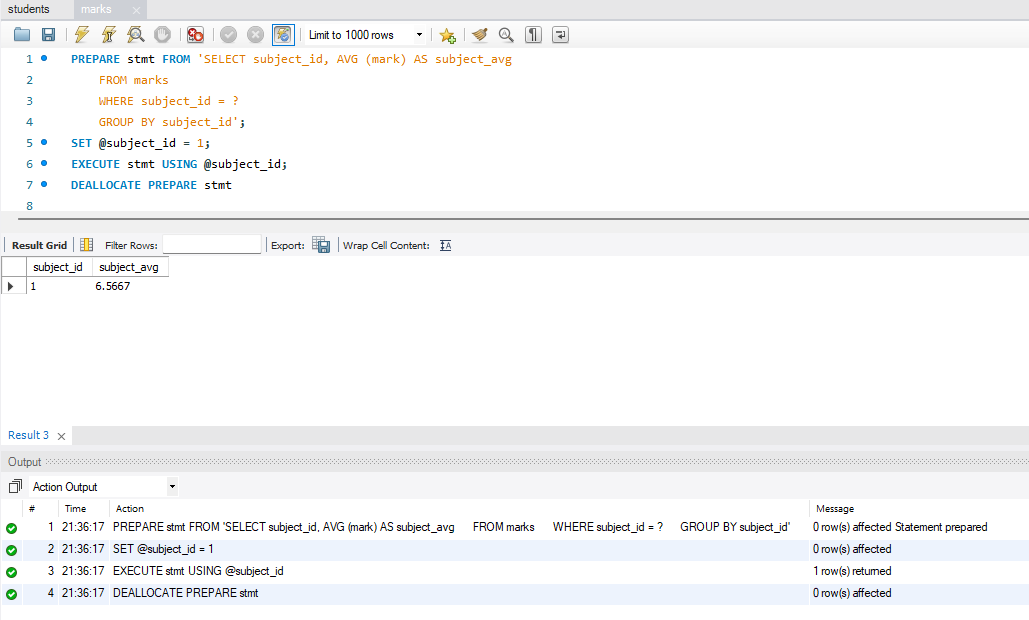 students
marks
Limit to 1000 rows
1 PREPARE stmt FROM 'SELECT subject_id, AVG (mark) AS subject_avg
2 FROM marks
3 WHERE subject_id = ?
4 GROUP BY subject_id';
5 SET @subject_id = 1;
6 EXECUTE stmt USING @subject_id;
7 DEALLOCATE PREPARE stmt
8
Result Grid Filter Rows: Export: Wrap Cell Content:
subject_id subject_avg
1 6.5667
Result 3
Output
Action Output
# Time Action Message
1 21:36:17 PREPARE stmt FROM 'SELECT subject_id, AVG (mark) AS subject_avg FROM marks WHERE subject_id = ? GROUP BY subject_id' 0 row(s) affected Statement prepared
2 21:36:17 SET @subject_id = 1 0 row(s) affected
3 21:36:17 EXECUTE stmt USING @subject_id 1 row(s) returned
4 21:36:17 DEALLOCATE PREPARE stmt 0 row(s) affected